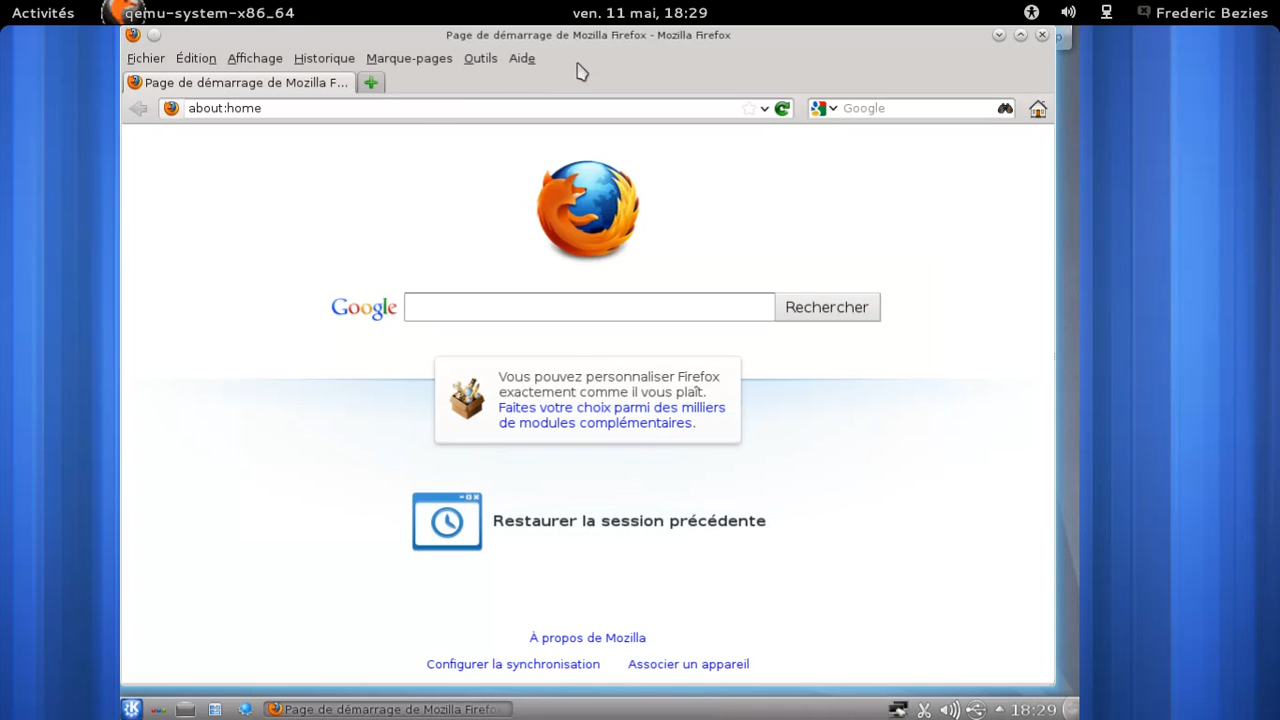 Activités
qemu-system-x86_64
ven. 11 mai, 18:29
Frederic Bezies
Page de démarrage de Mozilla Firefox - Mozilla Firefox
Fichier Édition Affichage Historique Marque-pages Outils Aide
Page de démarrage de Mozilla F...
about:home
Google
Google
Rechercher
Vous pouvez personnaliser Firefox
exactement comme il vous plaît.
Faites votre choix parmi des milliers
de modules complémentaires.
Restaurer la session précédente
À propos de Mozilla
Configurer la synchronisation
Associer un appareil
Page de démarrage de Mozilla Firefox
18:29